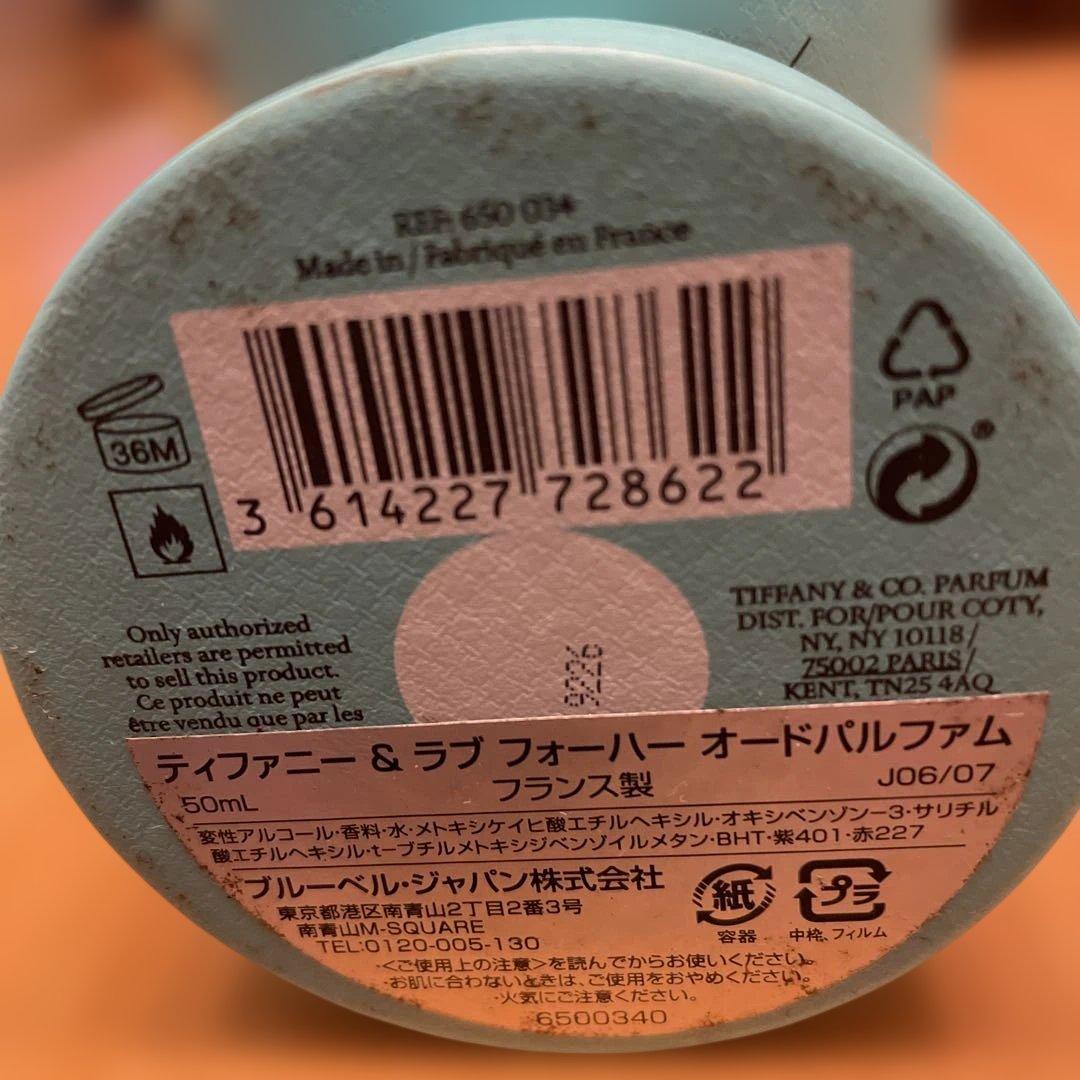 REF: 650 034
Made in / Fabriqué en France
36M
3 614227 728622
PAP
®
Only authorized
retailers are permitted
to sell this product.
Ce produit ne peut
être vendu que par les
TIFFANY & CO. PARFUM
DIST. FOR/POUR COTY,
NY, NY 10118/
75002 PARIS/
KENT, TN25 4AQ
ティファニー & ラブ フォーハー オードパルファム
50mL
フランス製
J06/07
変性アルコール・香料・水・メトキシケイヒ酸エチルヘキシル・オキシベンゾン-3・サリチル
酸エチルヘキシル・t-ブチルメトキシジベンゾイルメタン・BHT・紫401・赤227
ブルーベル・ジャパン株式会社
東京都港区南青山2丁目2番3号
南青山M-SQUARE
TEL:0120-005-130
紙
容器
プラ
中枠、フィルム
<ご使用上の注意>を読んでからお使いください。
・お肌に合わないときは、ご使用をおやめください。
・火気にご注意ください。
6500340